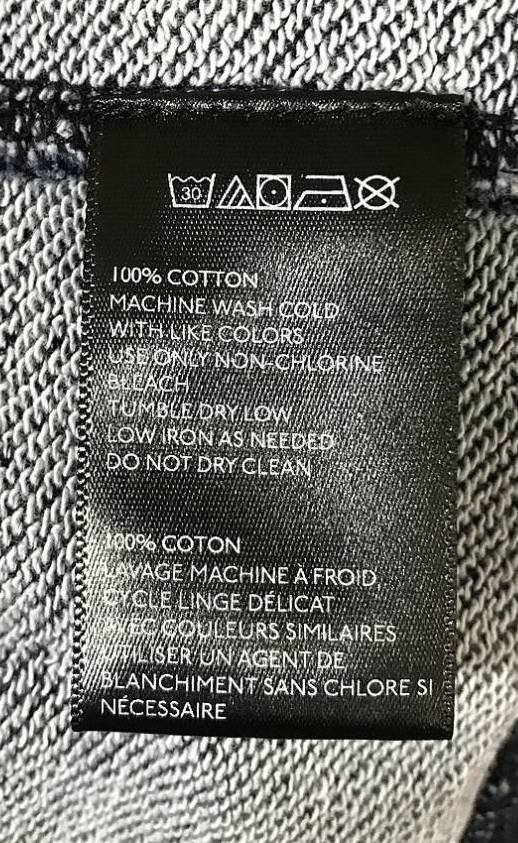 30
100% COTTON
MACHINE WASH COLD
WITH LIKE COLORS
USE ONLY NON-CHLORINE
BLEACH
TUMBLE DRY LOW
LOW IRON AS NEEDED
DO NOT DRY CLEAN
100% COTON
LAVAGE MACHINE À FROID
CYCLE LINGE DÉLICAT
AVEC COULEURS SIMILAIRES
UTILISER UN AGENT DE
BLANCHIMENT SANS CHLORE SI
NÉCESSAIRE